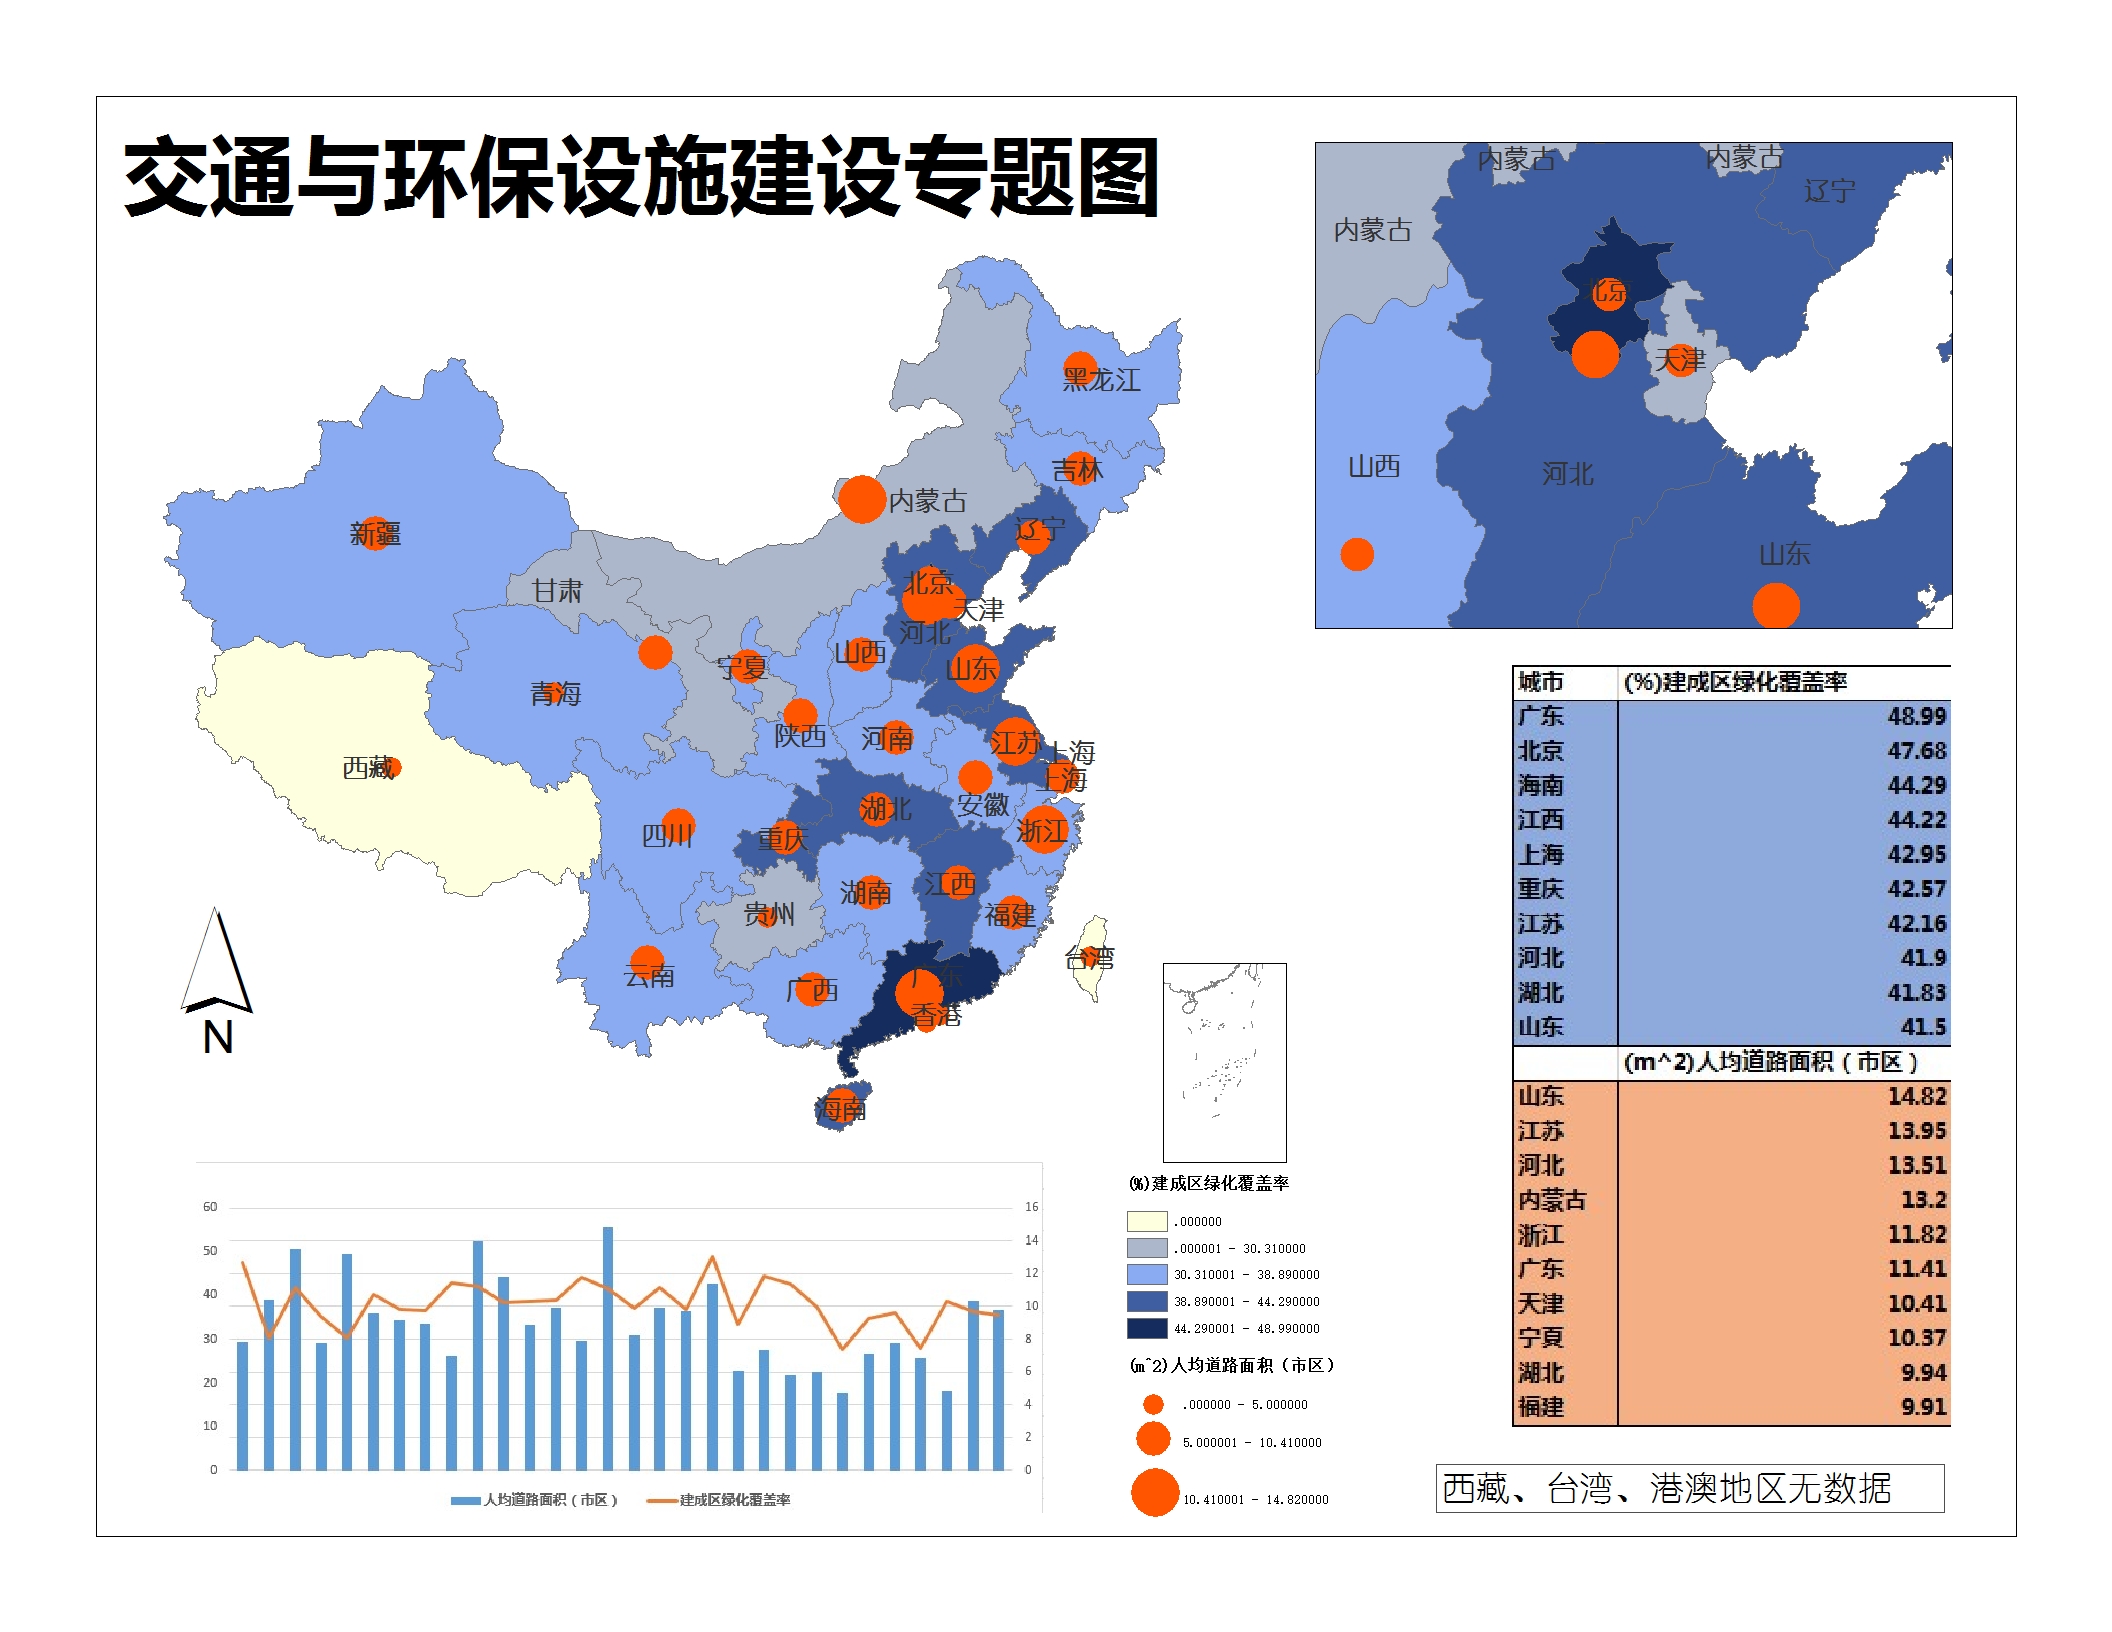 交通与环保设施建设专题图
内蒙古
内蒙古
辽宁
内蒙古
北京
天津
山西
河北
山东
黑龙江
吉林
内蒙古
辽宁
新疆
甘肃
北京
天津
河北
山西
宁夏
山东
青海
陕西
河南
江苏
上海
上海
西藏
安徽
湖北
浙江
四川
重庆
湖南
江西
贵州
福建
台湾
云南
广西
广东
香港
海南
N
城市 (%)建成区绿化覆盖率
广东 48.99
北京 47.68
海南 44.29
江西 44.22
上海 42.95
重庆 42.57
江苏 42.16
河北 41.9
湖北 41.83
山东 41.5
(m^2)人均道路面积（市区）
山东 14.82
江苏 13.95
河北 13.51
内蒙古 13.2
浙江 11.82
广东 11.41
天津 10.41
宁夏 10.37
湖北 9.94
福建 9.91
西藏、台湾、港澳地区无数据
(%)建成区绿化覆盖率
.000000
.000001 - 30.310000
30.310001 - 38.890000
38.890001 - 44.290000
44.290001 - 48.990000
(m^2)人均道路面积（市区）
.000000 - 5.000000
5.000001 - 10.410000
10.410001 - 14.820000
60
50
40
30
20
10
0
16
14
12
10
8
6
4
2
0
人均道路面积（市区）
建成区绿化覆盖率